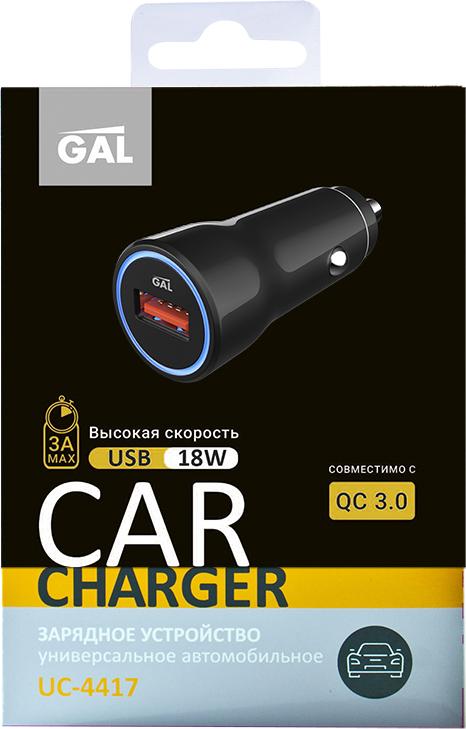 GAL
GAL
3A
MAX
Высокая скорость
USB 18W
СОВМЕСТИМО С
QC 3.0
CAR
CHARGER
ЗАРЯДНОЕ УСТРОЙСТВО
универсальное автомобильное
UC-4417